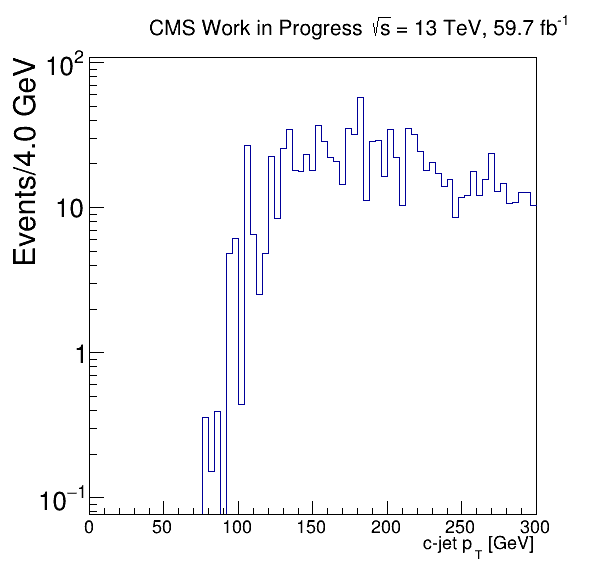 CMS Work in Progress √s = 13 TeV, 59.7 fb⁻¹
Events/4.0 GeV
10²
10
1
10⁻¹
0 50 100 150 200 250 300
c-jet p_T [GeV]